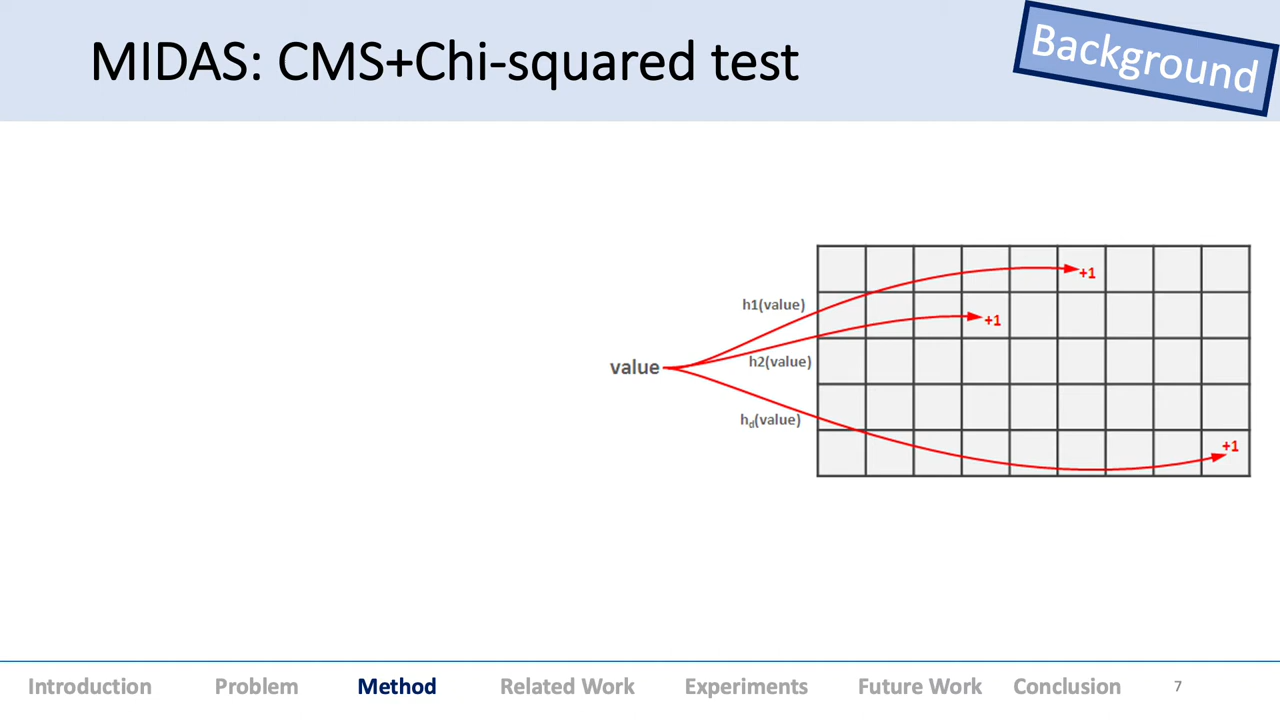 MIDAS: CMS+Chi-squared test
Background
+1
h1(value)
+1
value
h2(value)
hd(value)
+1
Introduction Problem Method Related Work Experiments Future Work Conclusion 7